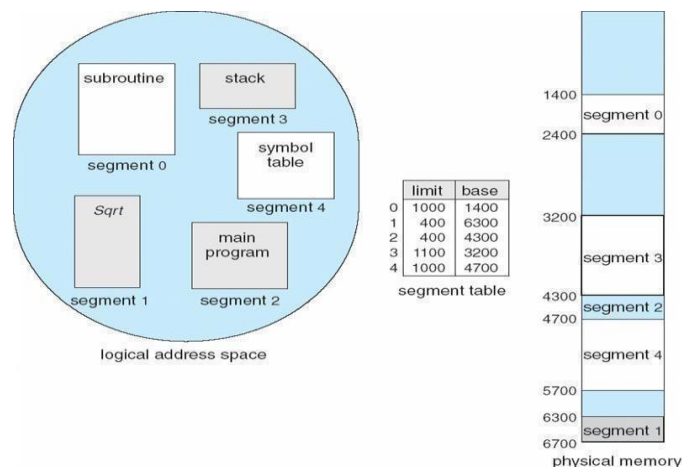 subroutine
segment 0
stack
segment 3
symbol
table
segment 4
Sqrt
segment 1
main
program
segment 2
logical address space
limit base
0 1000 1400
1 400 6300
2 400 4300
3 1100 3200
4 1000 4700
segment table
1400
segment 0
2400
3200
segment 3
4300
segment 2
4700
segment 4
5700
6300
segment 1
6700
physical memory